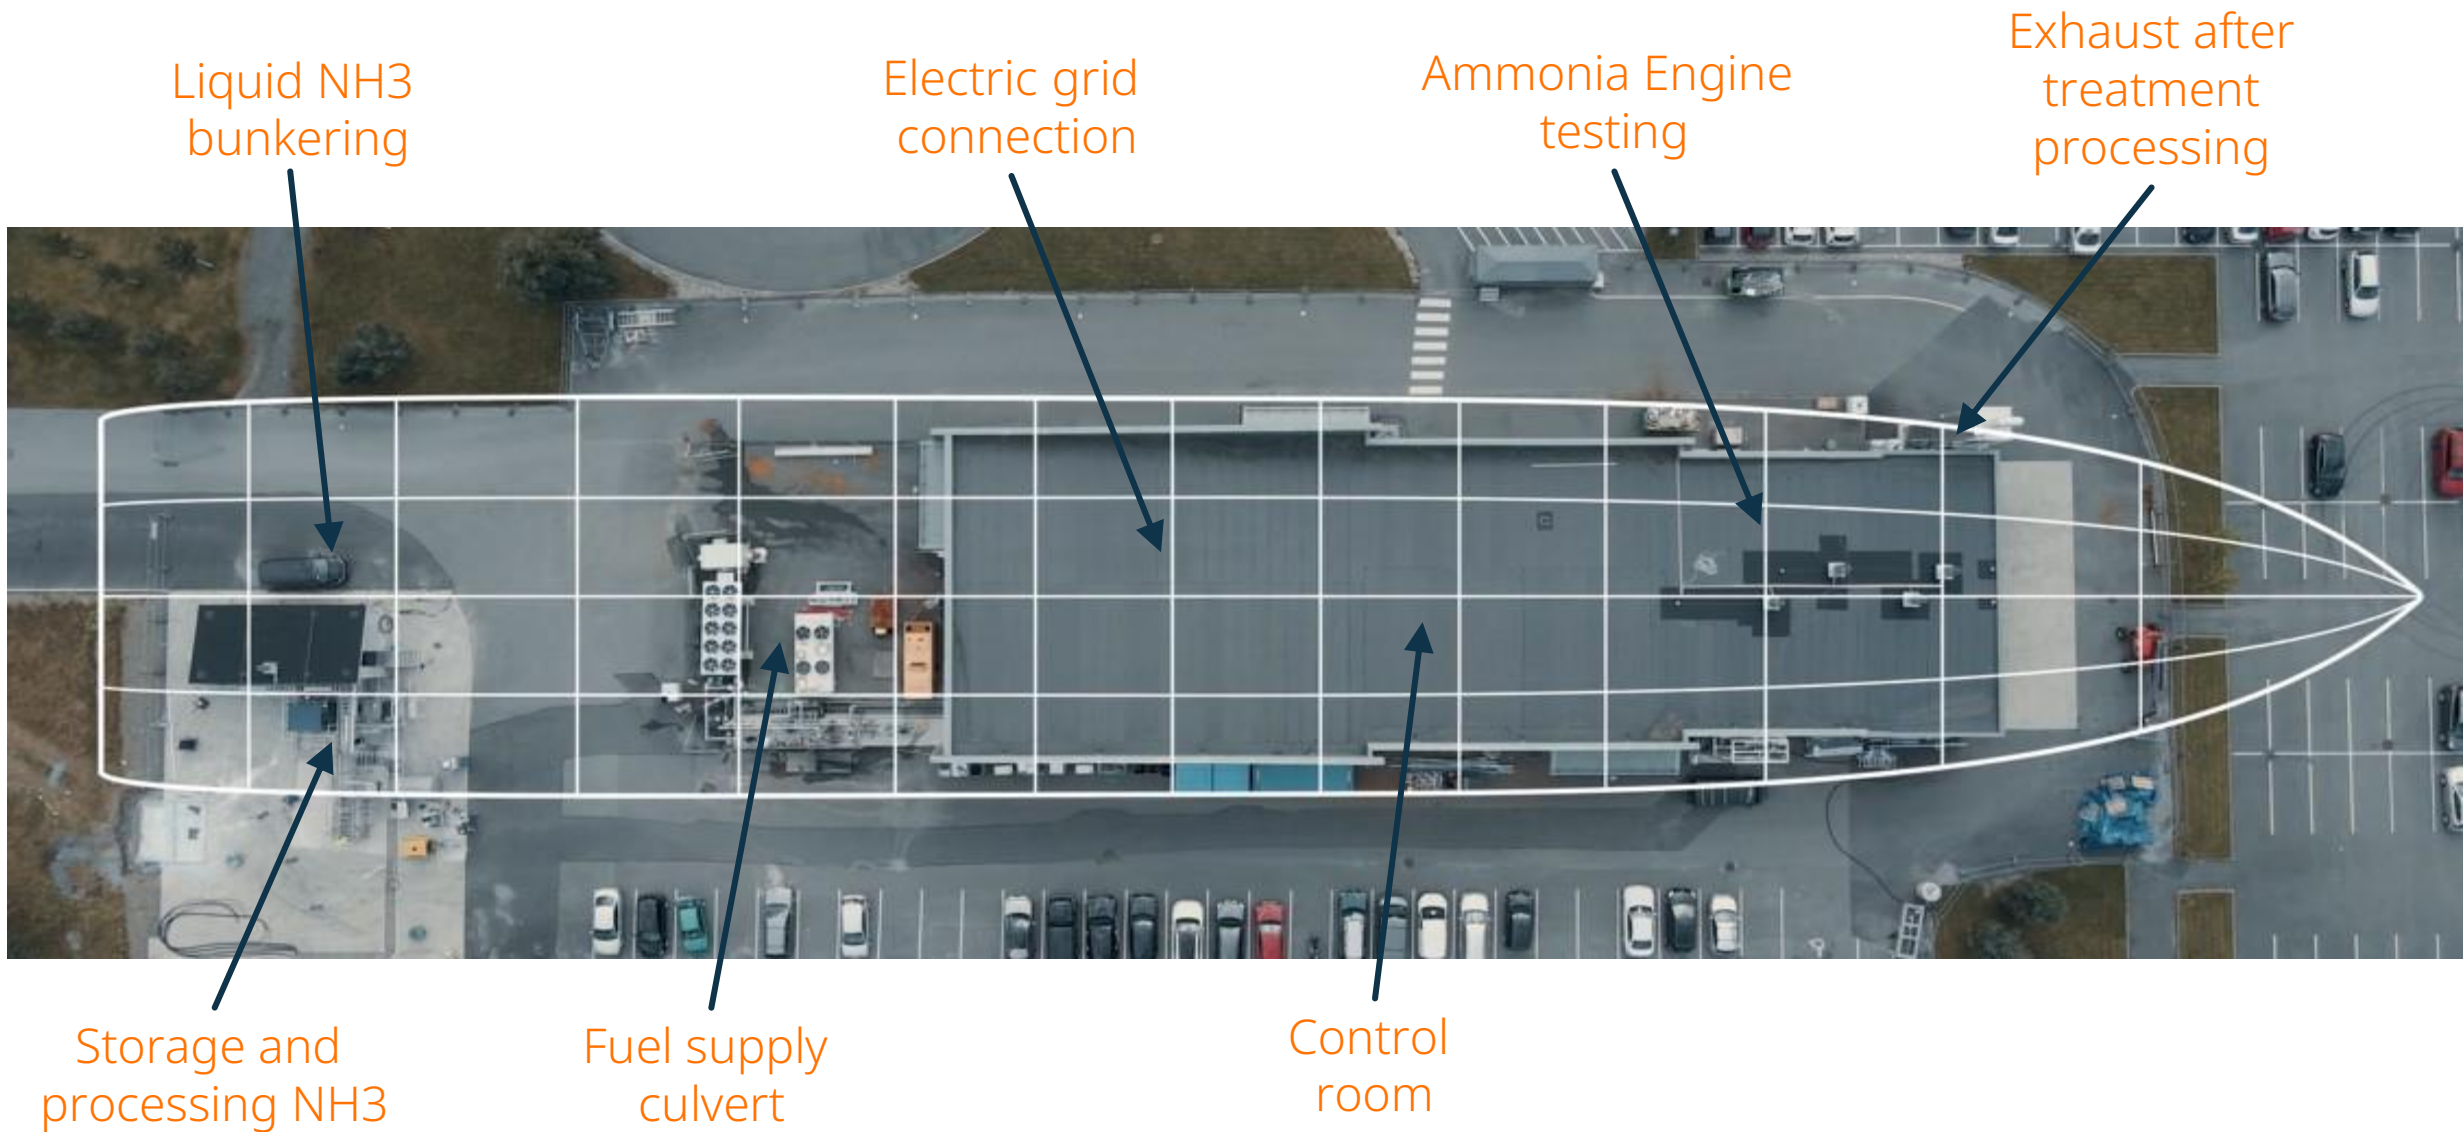 Liquid NH3
bunkering
Electric grid
connection
Ammonia Engine
testing
Exhaust after
treatment
processing
Storage and
processing NH3
Fuel supply
culvert
Control
room